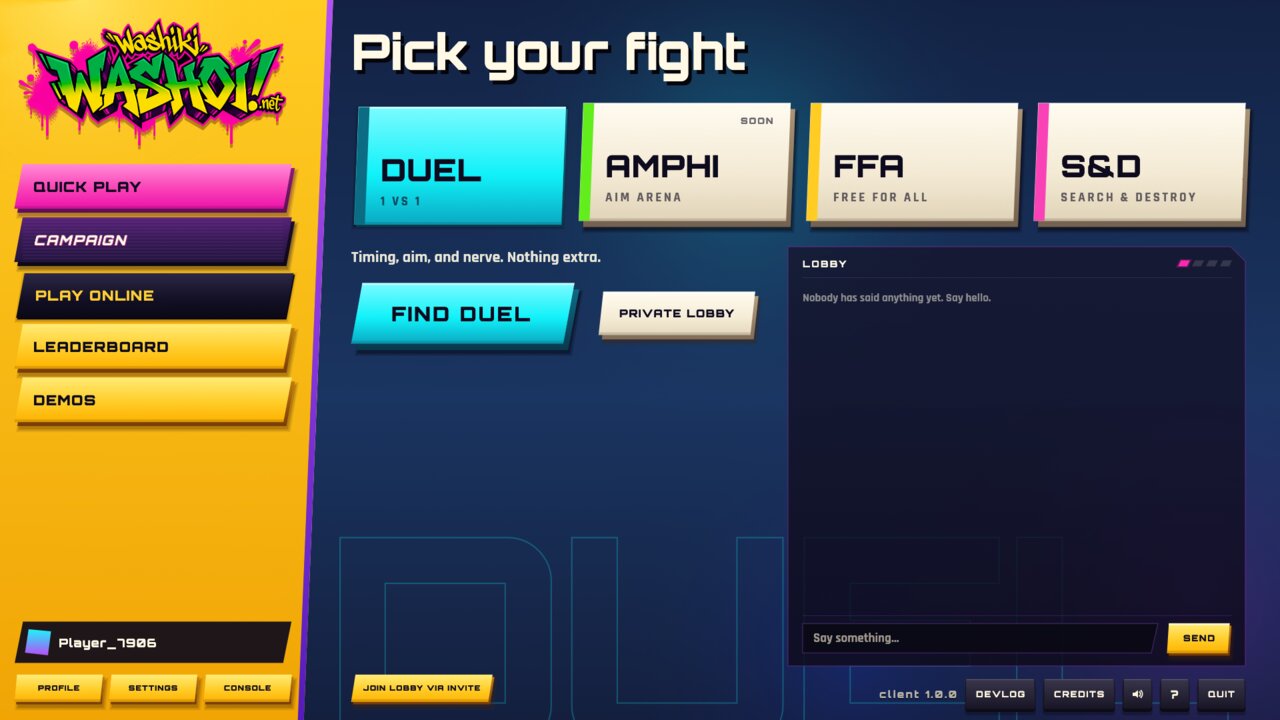 Washiki
WASHOI!
.net
QUICK PLAY
CAMPAIGN
PLAY ONLINE
LEADERBOARD
DEMOS
Player_7906
PROFILE
SETTINGS
CONSOLE
Pick your fight
DUEL
1 VS 1
SOON
AMPHI
AIM ARENA
FFA
FREE FOR ALL
S&D
SEARCH & DESTROY
Timing, aim, and nerve. Nothing extra.
FIND DUEL
PRIVATE LOBBY
LOBBY
Nobody has said anything yet. Say hello.
Say something...
SEND
DUEL
JOIN LOBBY VIA INVITE
client 1.0.0
DEVLOG
CREDITS
?
QUIT